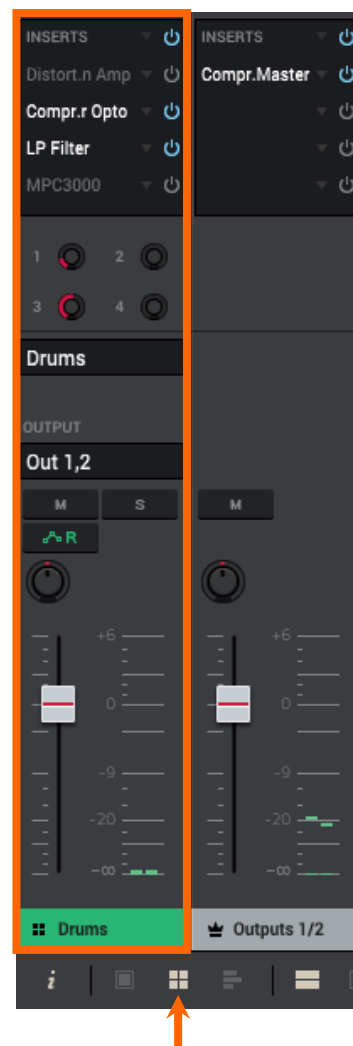 INSERTS
Distort.n Amp
Compr.r Opto
LP Filter
MPC3000
1 2
3 4
Drums
OUTPUT
Out 1,2
M S
R
+6
0
-9
-20
-∞
Drums
INSERTS
Compr.Master
M
+6
0
-9
-20
-∞
Outputs 1/2
i